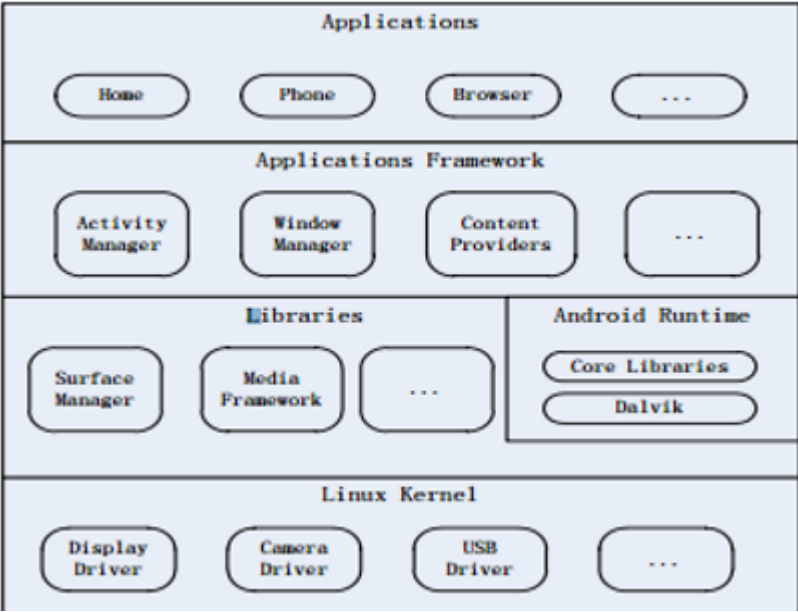 Applications
Home
Phone
Browser
...
Applications Framework
Activity
Manager
Window
Manager
Content
Providers
...
Libraries
Surface
Manager
Media
Framework
...
Android Runtime
Core Libraries
Dalvik
Linux Kernel
Display
Driver
Camera
Driver
USB
Driver
...